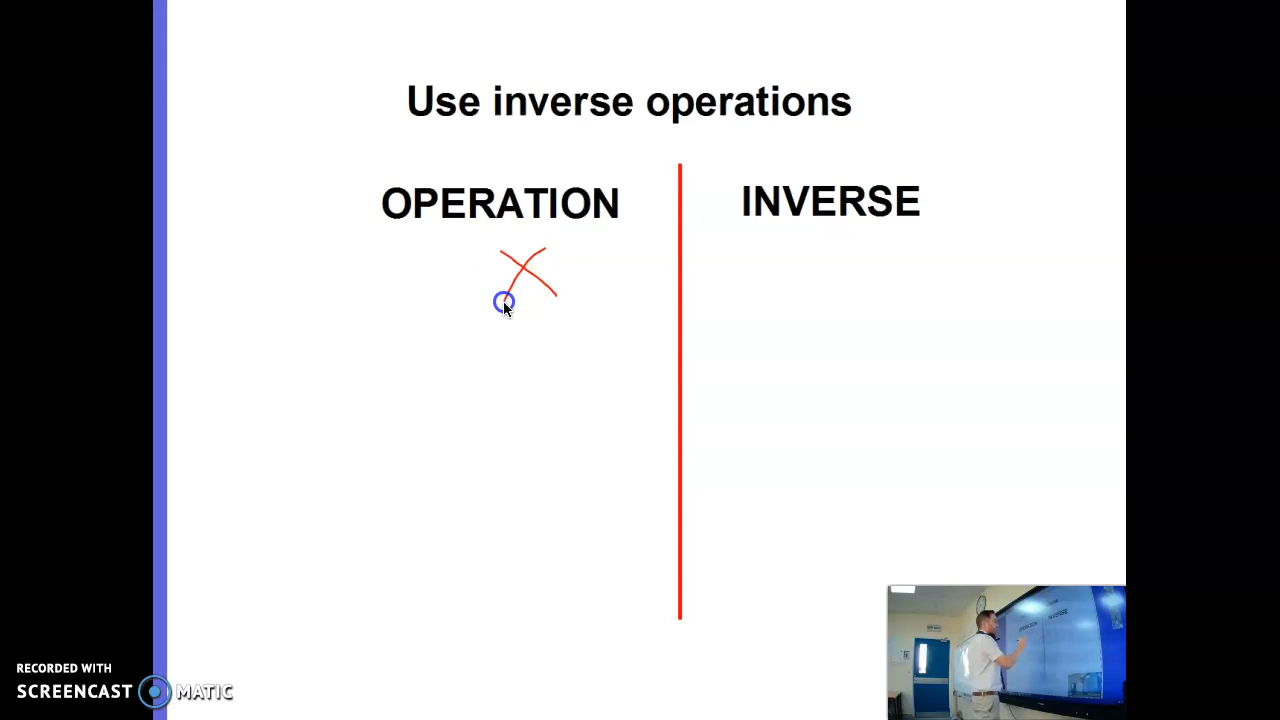 Use inverse operations
OPERATION
INVERSE
×
RECORDED WITH
SCREENCAST MATIC